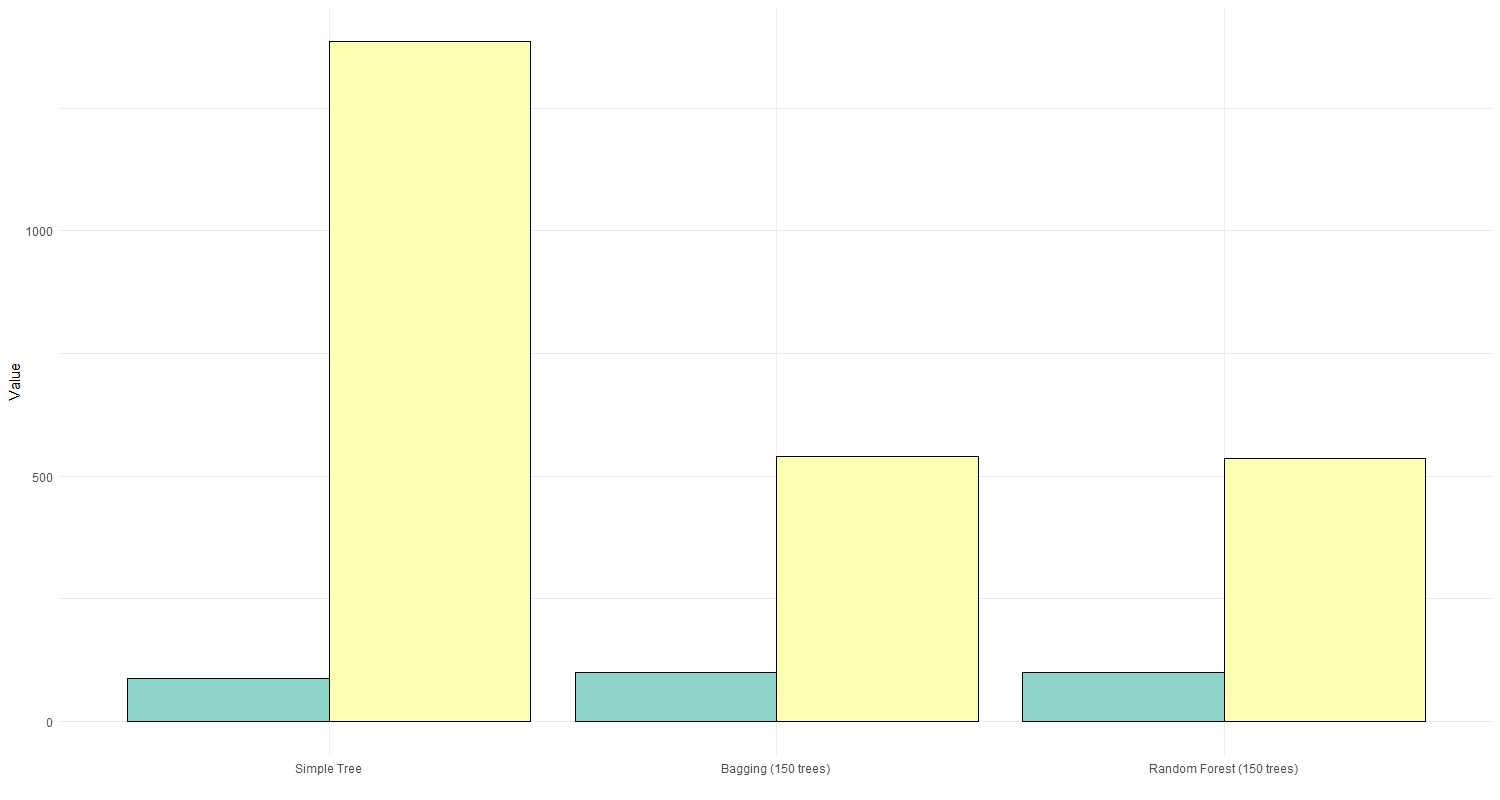 Value
1000
500
0
Simple Tree
Bagging (150 trees)
Random Forest (150 trees)